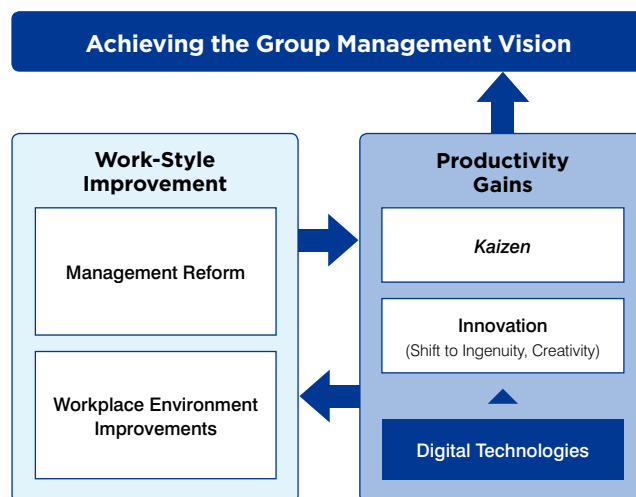 Achieving the Group Management Vision
Work-Style
Improvement
Management Reform
Workplace Environment
Improvements
Productivity
Gains
Kaizen
Innovation
(Shift to Ingenuity, Creativity)
Digital Technologies